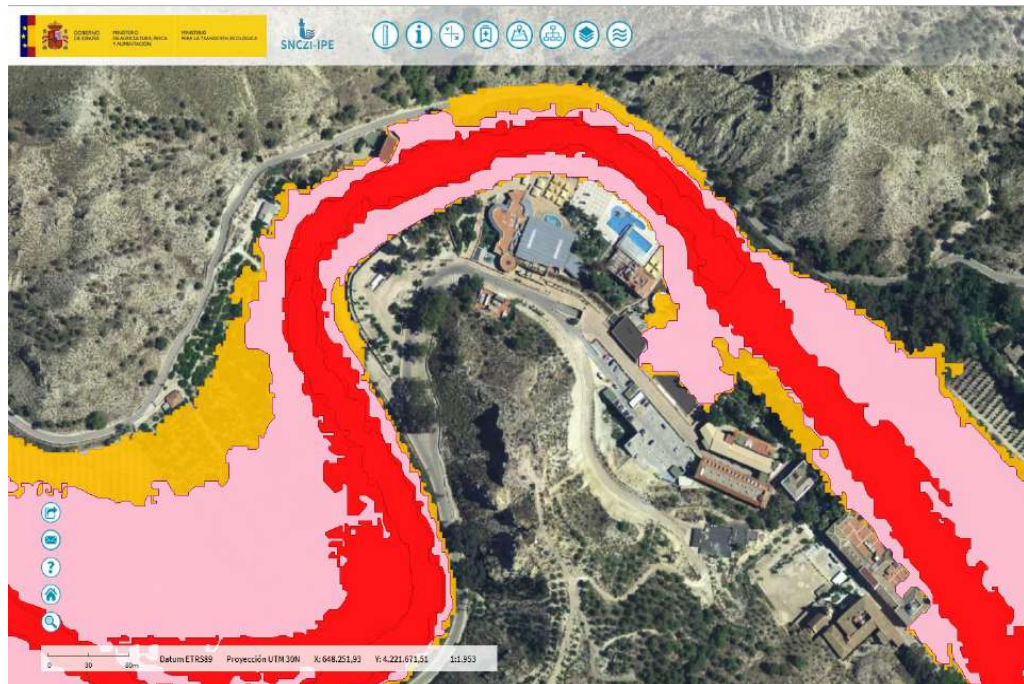 GOBIERNO
DE ESPAÑA
MINISTERIO
DE AGRICULTURA, PESCA
Y ALIMENTACIÓN
MINISTERIO
PARA LA TRANSICIÓN ECOLÓGICA
SNCZI-IPE
0 30 60m
Datum ETRS89 Proyección UTM 30N X: 648.251,93 Y: 4.221.671,51 1:1.953